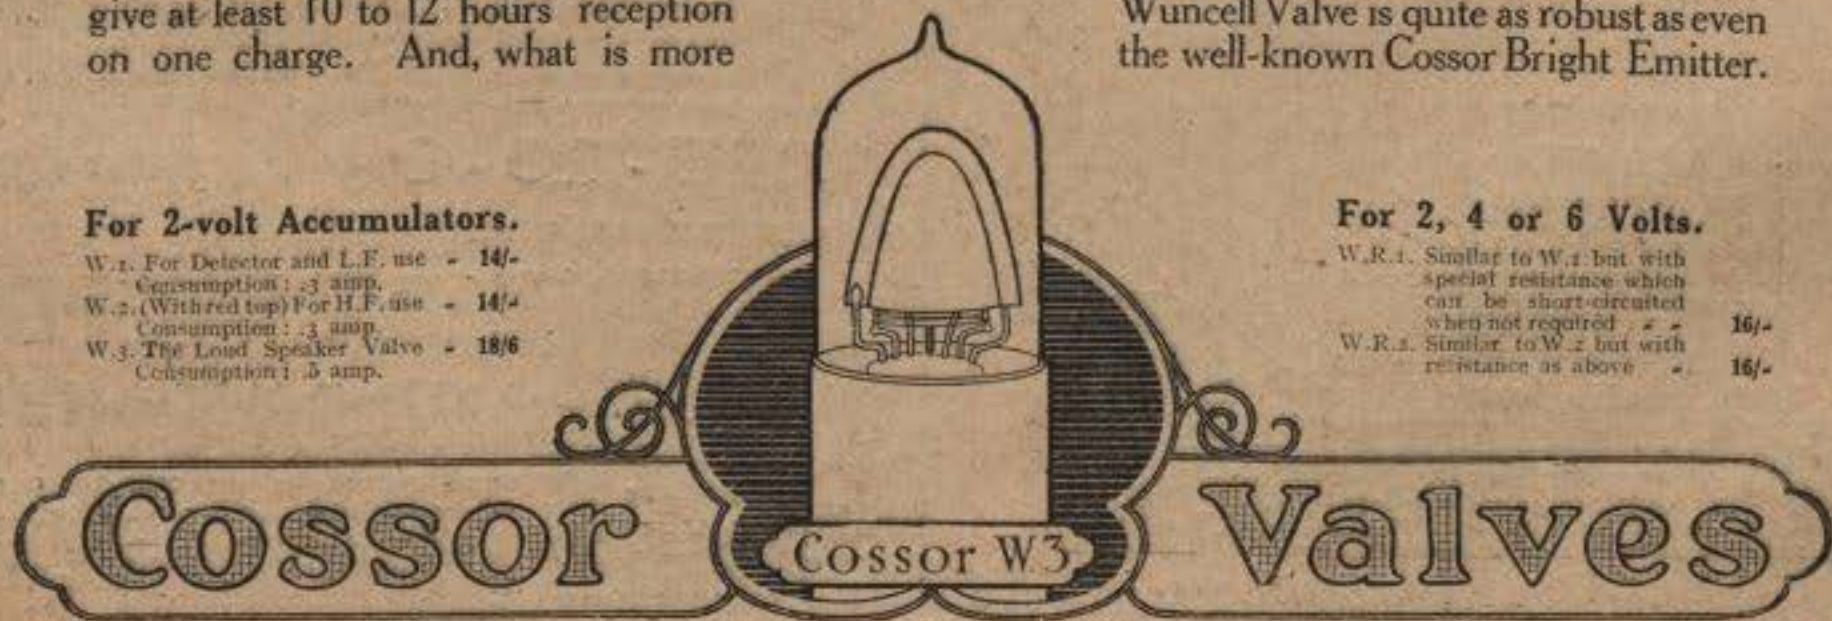 give at least 10 to 12 hours reception
on one charge. And, what is more
Wuncell Valve is quite as robust as even
the well-known Cossor Bright Emitter.
For 2-volt Accumulators.
W.1. For Detector and L.F. use - 14/-
Consumption: .3 amp.
W.2. (With red top) For H.F. use - 14/-
Consumption: .3 amp.
W.3. The Loud Speaker Valve - 18/6
Consumption: .5 amp.
For 2, 4 or 6 Volts.
W.R.1. Similar to W.1 but with
special resistance which
can be short-circuited
when not required - - 16/-
W.R.2. Similar to W.2 but with
resistance as above - 16/-
Cossor
Cossor W3
Valves